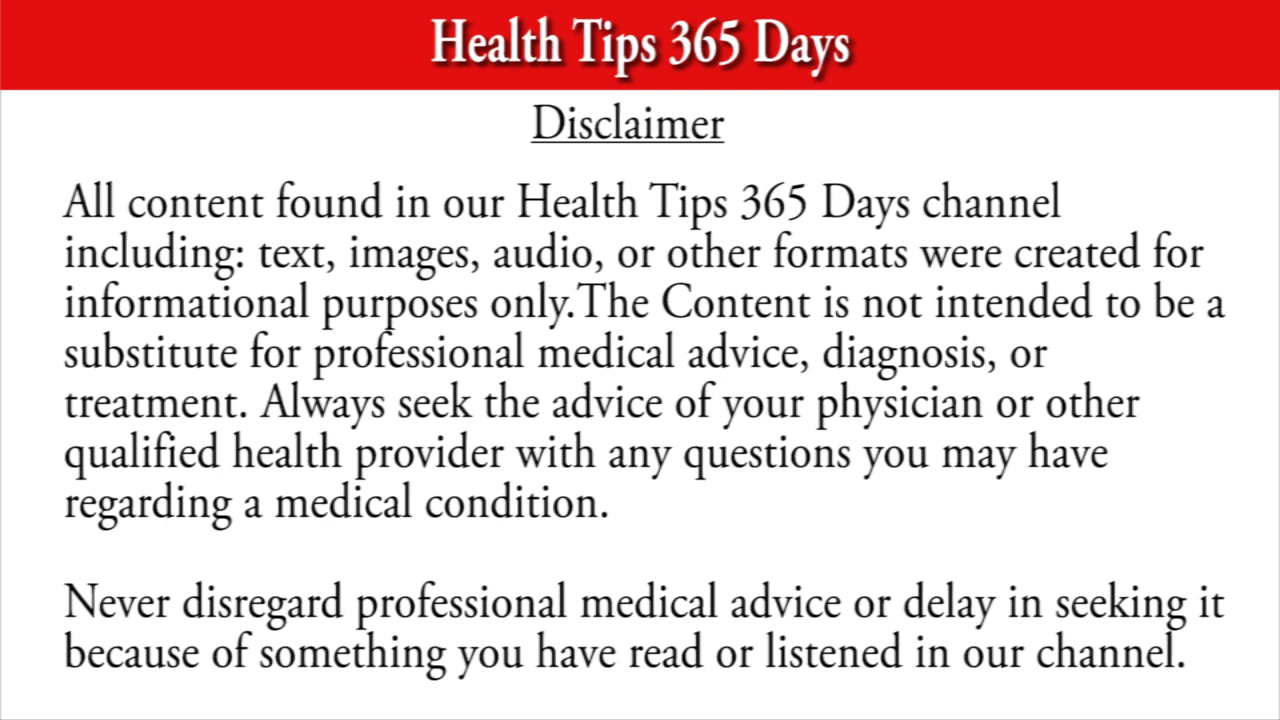 Health Tips 365 Days
Disclaimer
All content found in our Health Tips 365 Days channel
including: text, images, audio, or other formats were created for
informational purposes only.The Content is not intended to be a
substitute for professional medical advice, diagnosis, or
treatment. Always seek the advice of your physician or other
qualified health provider with any questions you may have
regarding a medical condition.
Never disregard professional medical advice or delay in seeking it
because of something you have read or listened in our channel.